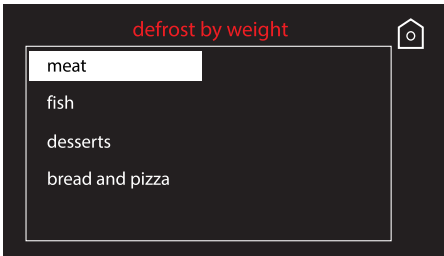 defrost by weight
meat
fish
desserts
bread and pizza